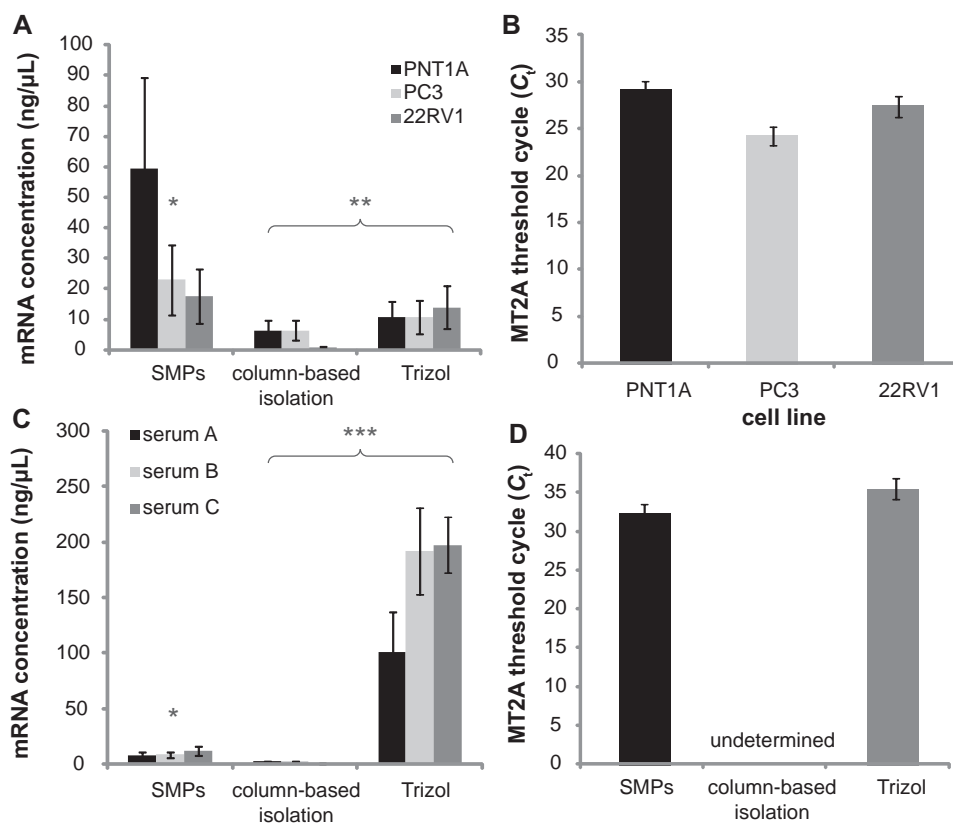 A
mRNA concentration (ng/µL)
100
90
80
70
60
50
40
30
20
10
0
PNT1A
PC3
22RV1
*
**
SMPs
column-based
isolation
Trizol
B
MT2A threshold cycle (Ct)
35
30
25
20
15
10
5
0
PNT1A
PC3
22RV1
cell line
C
mRNA concentration (ng/µL)
300
250
200
150
100
50
0
serum A
serum B
serum C
*
***
SMPs
column-based
isolation
Trizol
D
MT2A threshold cycle (Ct)
40
35
30
25
20
15
10
5
0
undetermined
SMPs
column-based
isolation
Trizol